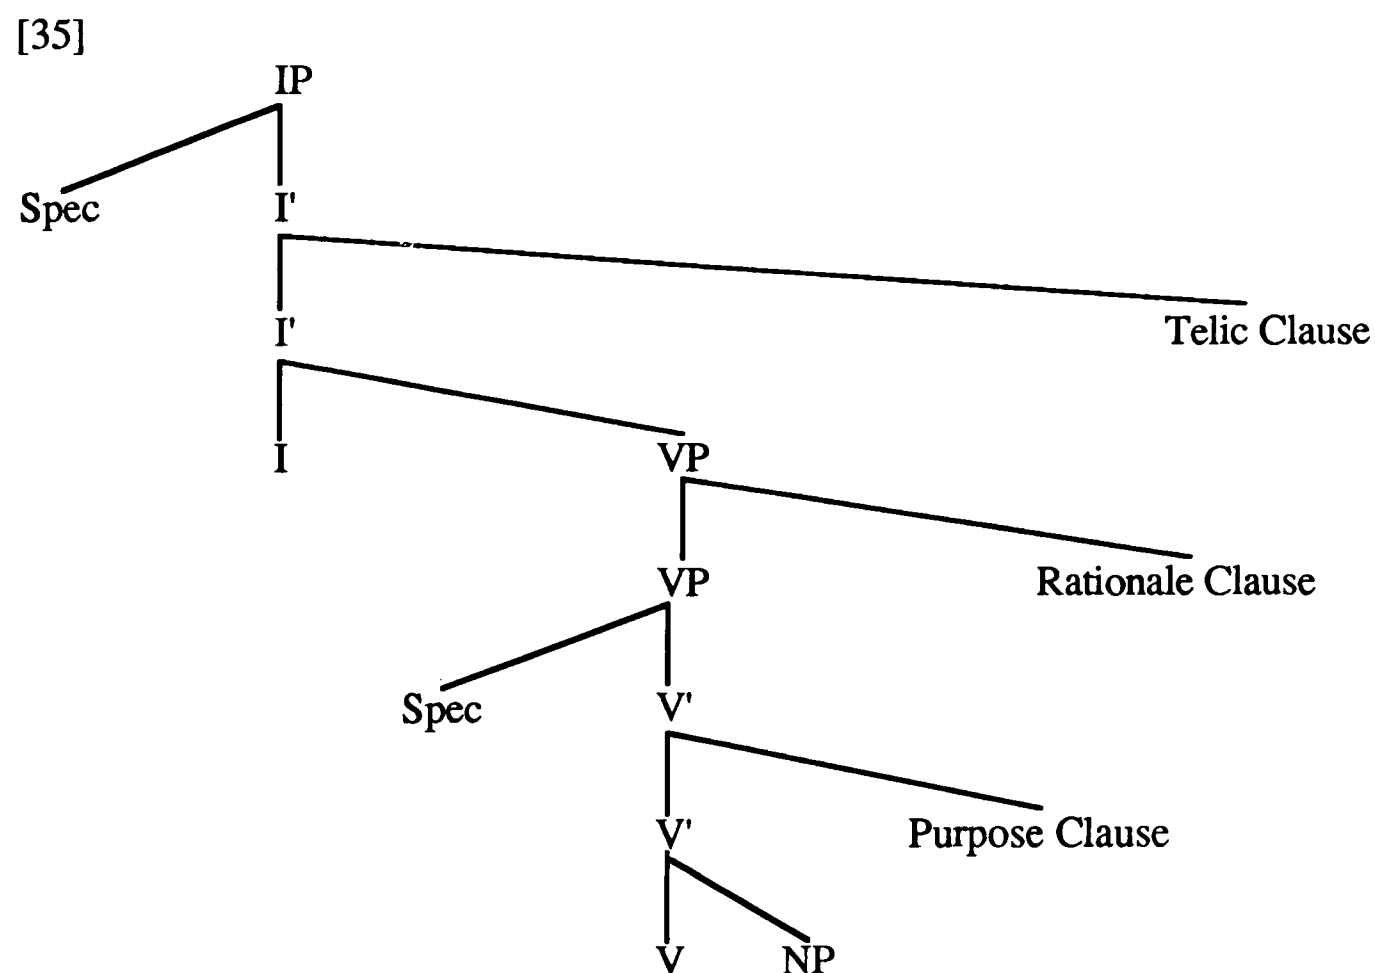 [35]
IP
Spec I'
I' Telic Clause
I VP
VP Rationale Clause
Spec V'
V' Purpose Clause
V NP